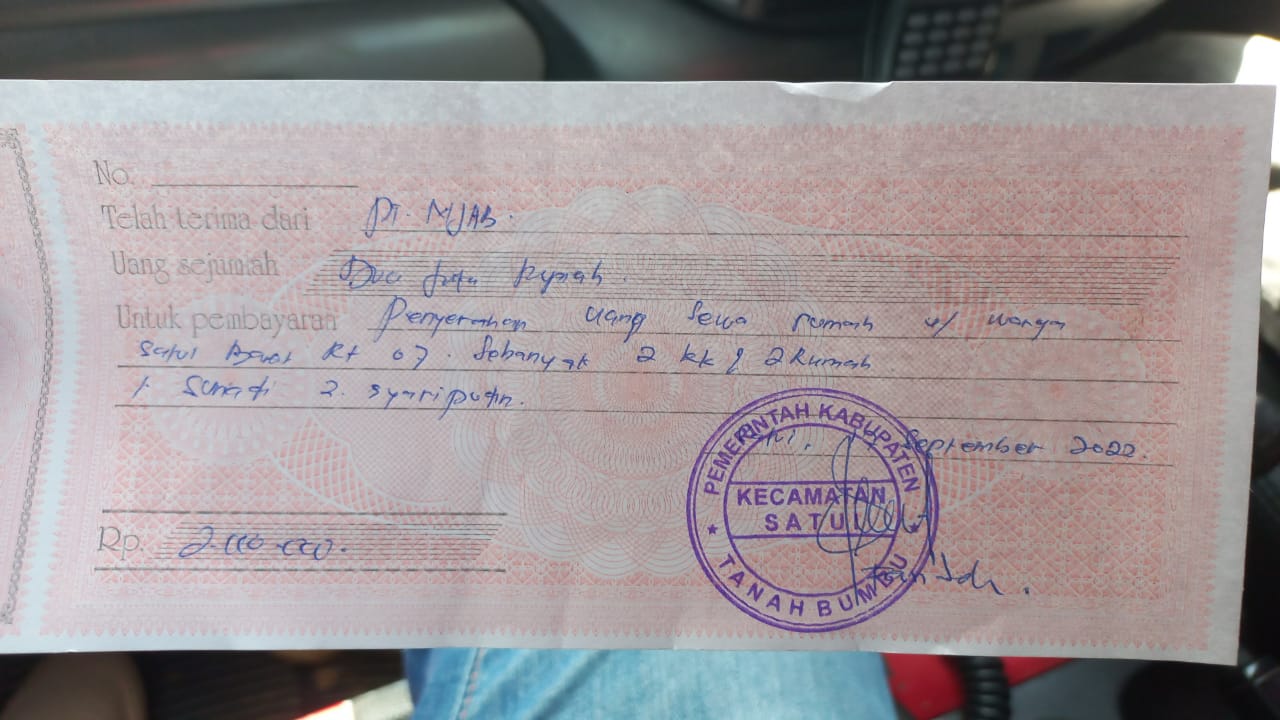 No.
Telah terima dari PT. MJAB.
Uang sejumlah Dua juta Rupiah.
Untuk pembayaran Penyerahan uang sewa rumah u/ warga
Satui Barat Rt 07. Sebanyak 2 KK & 2 Rumah
1. Sunadi 2. Syaripudin.
September 2022.
PEMERINTAH KABUPATEN
KECAMATAN
SATUI
TANAH BUMBU
Rp. 2.000.000.